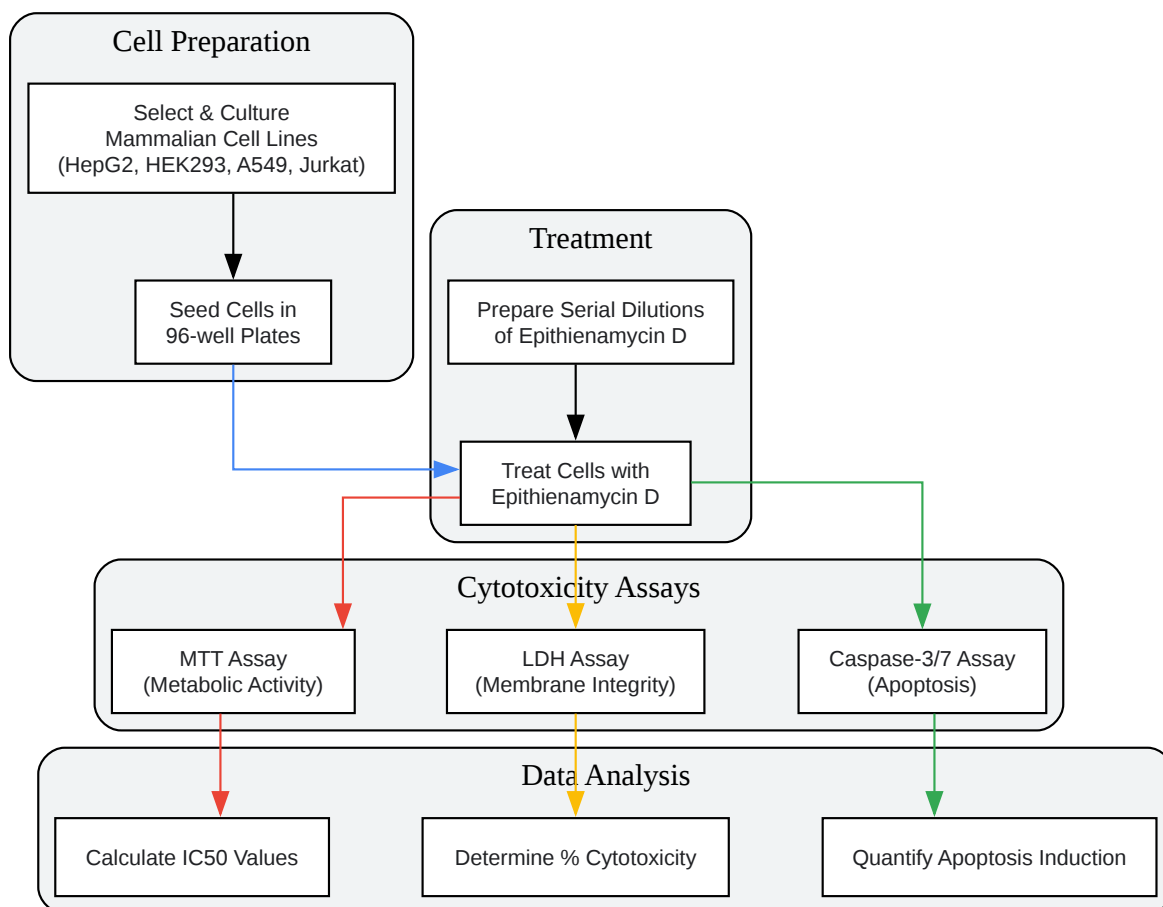 Cell Preparation
Select & Culture
Mammalian Cell Lines
(HepG2, HEK293, A549, Jurkat)
Seed Cells in
96-well Plates
Treatment
Prepare Serial Dilutions
of Epithienamycin D
Treat Cells with
Epithienamycin D
Cytotoxicity Assays
MTT Assay
(Metabolic Activity)
LDH Assay
(Membrane Integrity)
Caspase-3/7 Assay
(Apoptosis)
Data Analysis
Calculate IC50 Values
Determine % Cytotoxicity
Quantify Apoptosis Induction